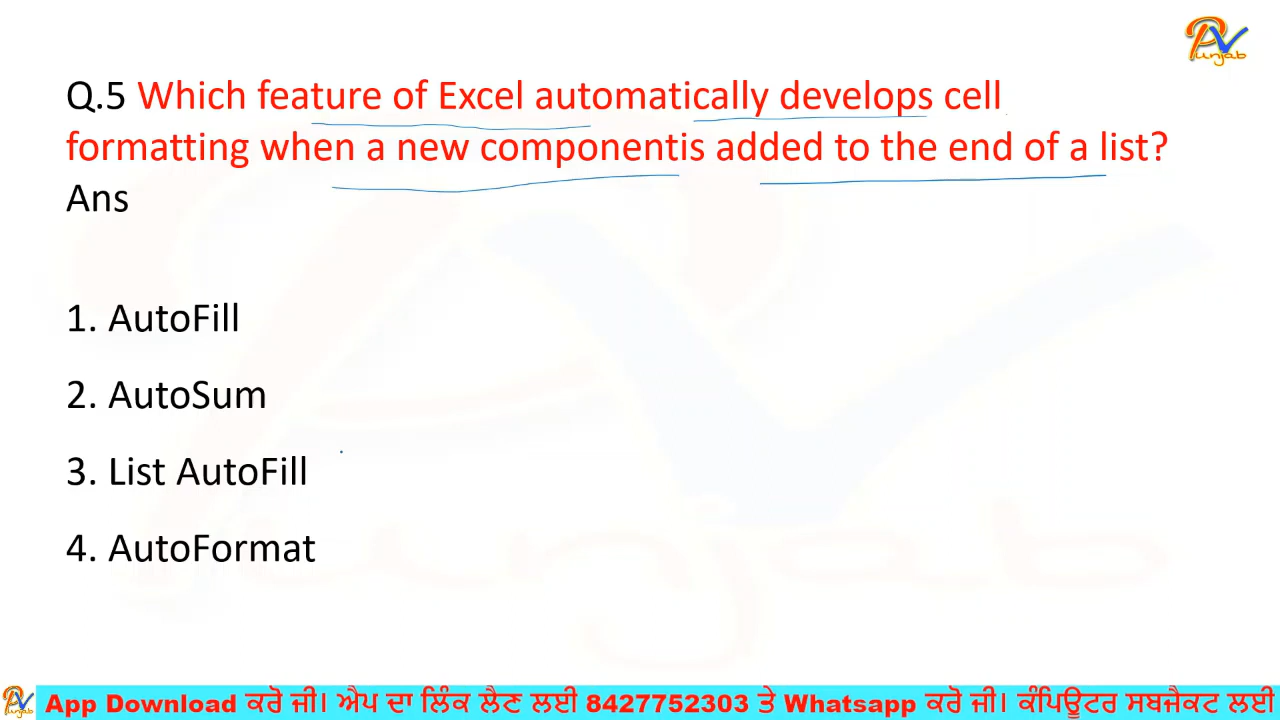 PV
unjab
Q.5 Which feature of Excel automatically develops cell
formatting when a new componentis added to the end of a list?
Ans
1. AutoFill
2. AutoSum
3. List AutoFill
4. AutoFormat
App Download ਕਰੋ ਜੀ। ਐਪ ਦਾ ਲਿੰਕ ਲੈਣ ਲਈ 8427752303 ਤੇ Whatsapp ਕਰੋ ਜੀ। ਕੰਪਿਊਟਰ ਸਬਜੈਕਟ ਲਈ